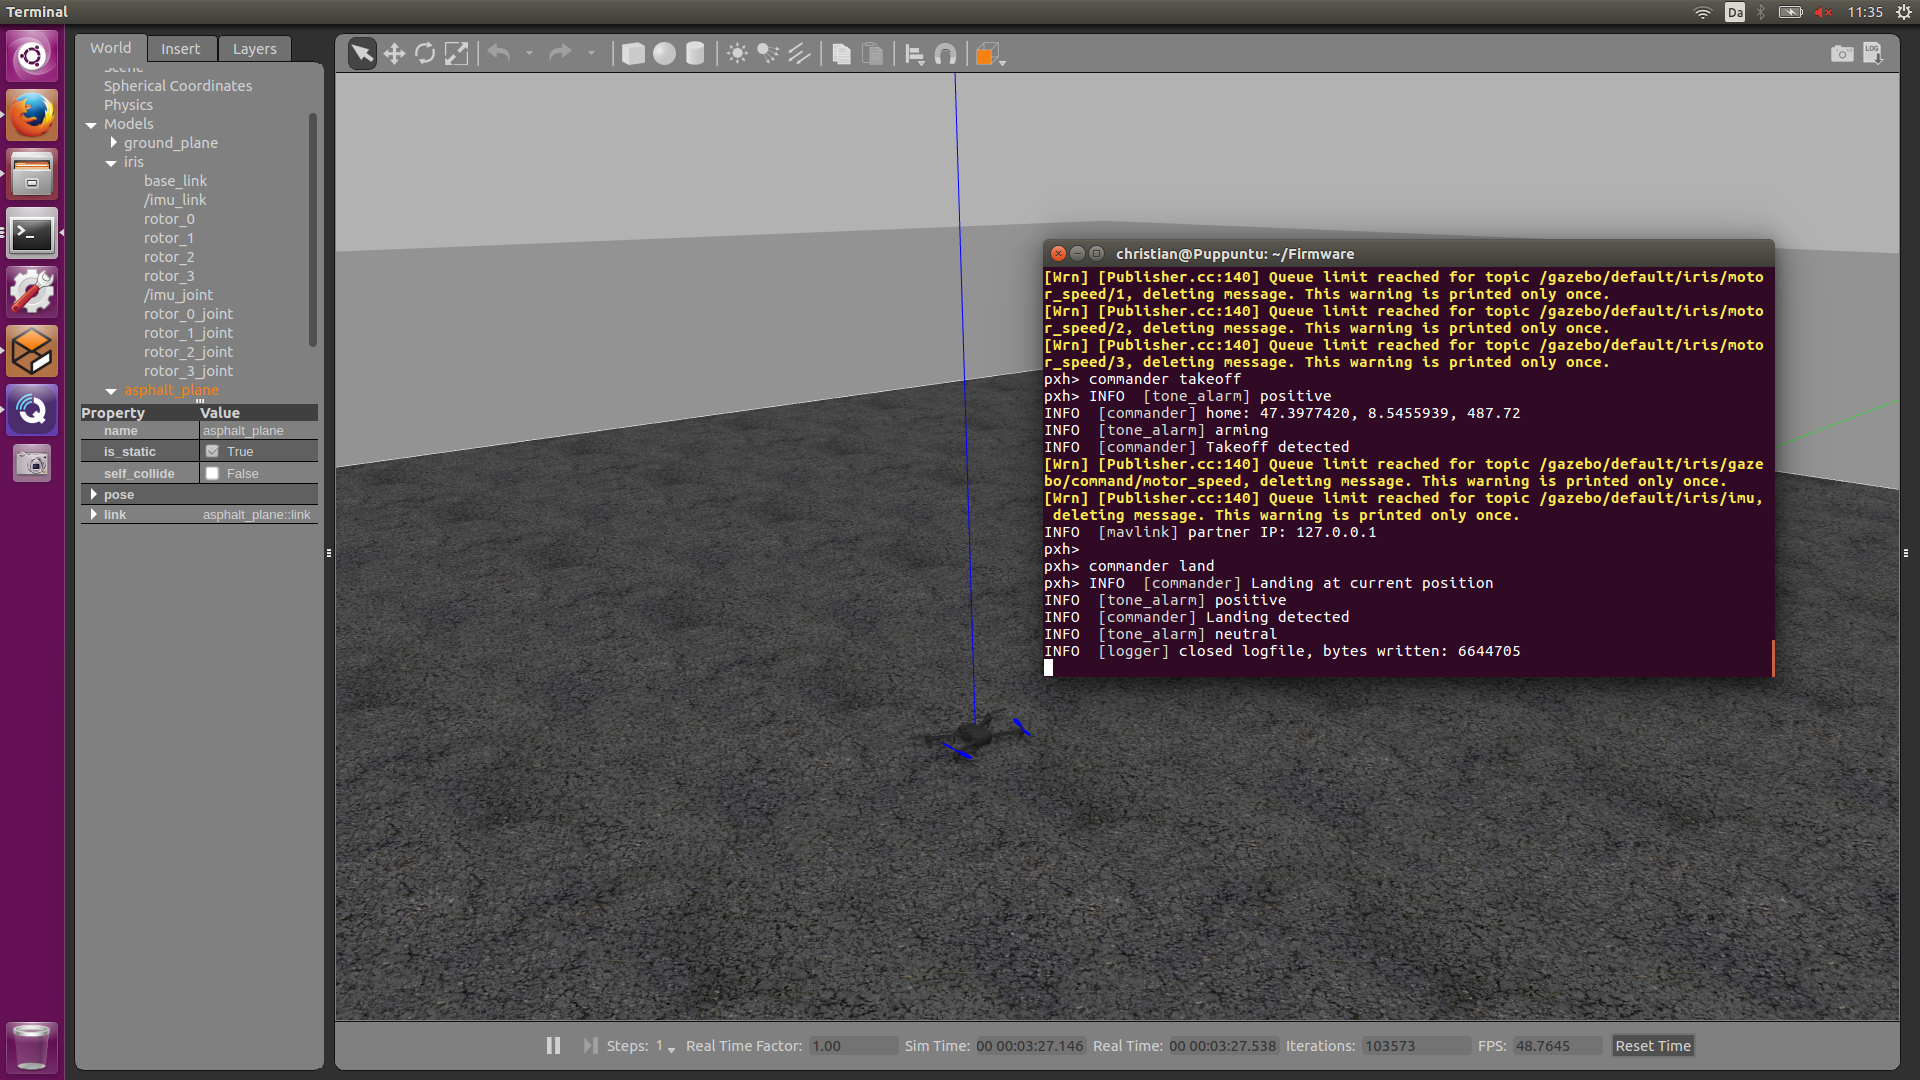 Terminal
Da
11:35
World Insert Layers
Scene
Spherical Coordinates
Physics
Models
ground_plane
iris
base_link
/imu_link
rotor_0
rotor_1
rotor_2
rotor_3
/imu_joint
rotor_0_joint
rotor_1_joint
rotor_2_joint
rotor_3_joint
asphalt_plane
Property Value
name asphalt_plane
is_static True
self_collide False
pose
link asphalt_plane::link
LOG
christian@Puppuntu: ~/Firmware
[Wrn] [Publisher.cc:140] Queue limit reached for topic /gazebo/default/iris/moto
r_speed/1, deleting message. This warning is printed only once.
[Wrn] [Publisher.cc:140] Queue limit reached for topic /gazebo/default/iris/moto
r_speed/2, deleting message. This warning is printed only once.
[Wrn] [Publisher.cc:140] Queue limit reached for topic /gazebo/default/iris/moto
r_speed/3, deleting message. This warning is printed only once.
pxh> commander takeoff
pxh> INFO  [tone_alarm] positive
INFO  [commander] home: 47.3977420, 8.5455939, 487.72
INFO  [tone_alarm] arming
INFO  [commander] Takeoff detected
[Wrn] [Publisher.cc:140] Queue limit reached for topic /gazebo/default/iris/gaze
bo/command/motor_speed, deleting message. This warning is printed only once.
[Wrn] [Publisher.cc:140] Queue limit reached for topic /gazebo/default/iris/imu,
 deleting message. This warning is printed only once.
INFO  [mavlink] partner IP: 127.0.0.1
pxh>
pxh> commander land
pxh> INFO  [commander] Landing at current position
INFO  [tone_alarm] positive
INFO  [commander] Landing detected
INFO  [tone_alarm] neutral
INFO  [logger] closed logfile, bytes written: 6644705
Steps: 1 Real Time Factor: 1.00 Sim Time: 00 00:03:27.146 Real Time: 00 00:03:27.538 Iterations: 103573 FPS: 48.7645 Reset Time